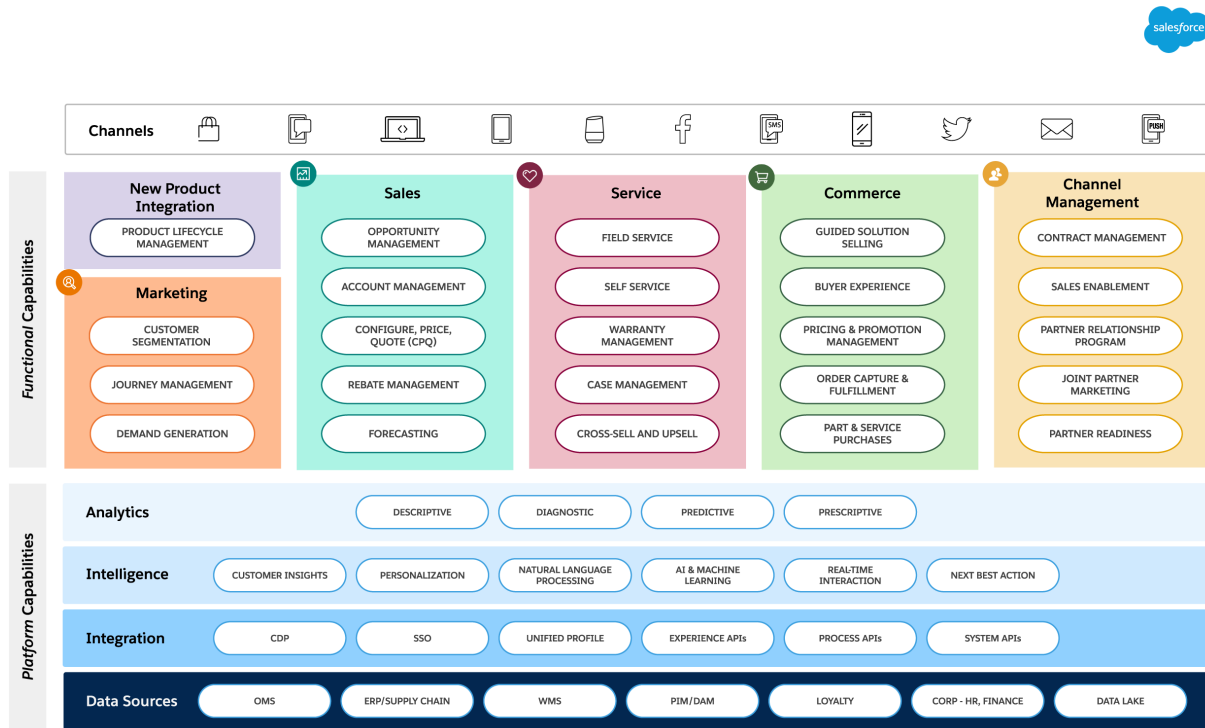 salesforce
Channels
SMS
PUSH
Functional Capabilities
New Product
Integration
PRODUCT LIFECYCLE
MANAGEMENT
Marketing
CUSTOMER
SEGMENTATION
JOURNEY MANAGEMENT
DEMAND GENERATION
Sales
OPPORTUNITY
MANAGEMENT
ACCOUNT MANAGEMENT
CONFIGURE, PRICE,
QUOTE (CPQ)
REBATE MANAGEMENT
FORECASTING
Service
FIELD SERVICE
SELF SERVICE
WARRANTY
MANAGEMENT
CASE MANAGEMENT
CROSS-SELL AND UPSELL
Commerce
GUIDED SOLUTION
SELLING
BUYER EXPERIENCE
PRICING & PROMOTION
MANAGEMENT
ORDER CAPTURE &
FULFILLMENT
PART & SERVICE
PURCHASES
Channel
Management
CONTRACT MANAGEMENT
SALES ENABLEMENT
PARTNER RELATIONSHIP
PROGRAM
JOINT PARTNER
MARKETING
PARTNER READINESS
Platform Capabilities
Analytics
DESCRIPTIVE
DIAGNOSTIC
PREDICTIVE
PRESCRIPTIVE
Intelligence
CUSTOMER INSIGHTS
PERSONALIZATION
NATURAL LANGUAGE
PROCESSING
AI & MACHINE
LEARNING
REAL-TIME
INTERACTION
NEXT BEST ACTION
Integration
CDP
SSO
UNIFIED PROFILE
EXPERIENCE APIs
PROCESS APIs
SYSTEM APIs
Data Sources
OMS
ERP/SUPPLY CHAIN
WMS
PIM/DAM
LOYALTY
CORP - HR, FINANCE
DATA LAKE